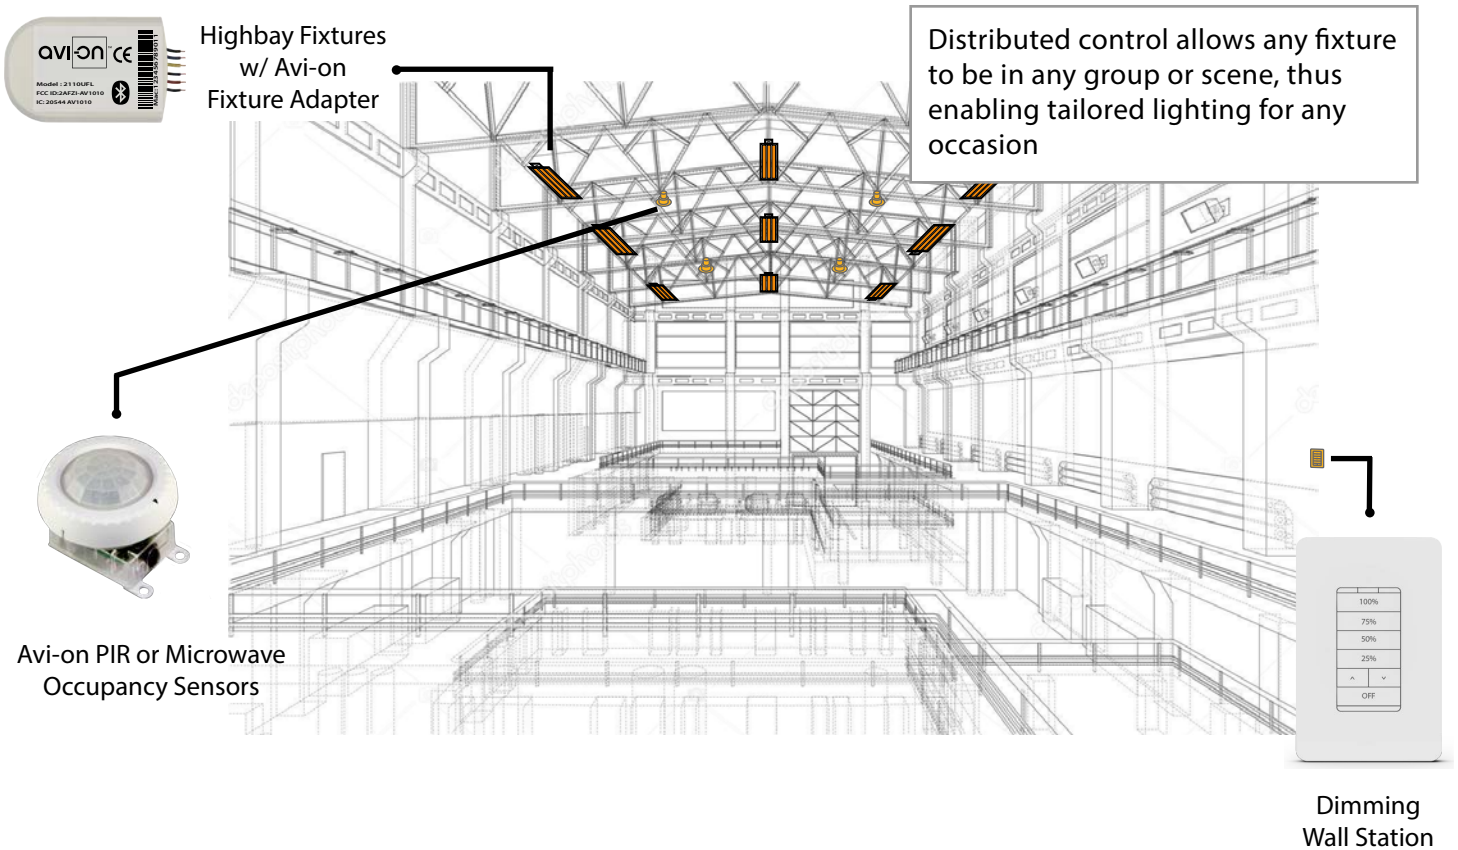 avi-on CE
Model : 2110UFL
FCC ID:2AFZI-AV1010
IC: 20544 AV1010
Mac:123456789011
Highbay Fixtures
w/ Avi-on
Fixture Adapter
Distributed control allows any fixture
to be in any group or scene, thus
enabling tailored lighting for any
occasion
Avi-on PIR or Microwave
Occupancy Sensors
100%
75%
50%
25%
OFF
Dimming
Wall Station